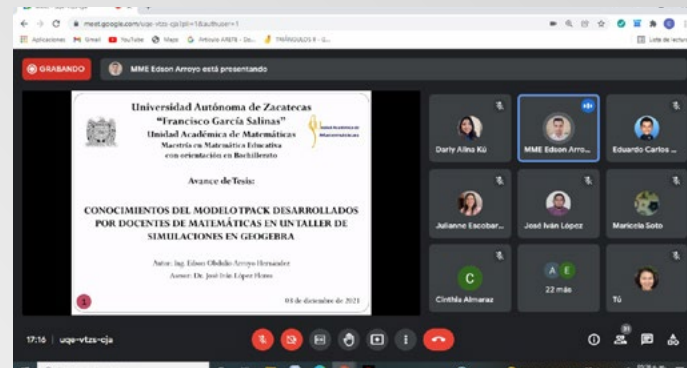 meet.google.com/uqe-vtzs-cja?pli=1&authuser=1
Aplicaciones
Gmail
YouTube
Maps
Lista de lectura
GRABANDO
MME Edson Arroyo está presentando
Universidad Autónoma de Zacatecas
“Francisco García Salinas”
Unidad Académica de Matemáticas
Maestría en Matemática Educativa
con orientación en Bachillerato
Avance de Tesis:
CONOCIMIENTOS DEL MODELO TPACK DESARROLLADOS
POR DOCENTES DE MATEMÁTICAS EN UN TALLER DE
SIMULACIONES EN GEOGEBRA
Autor: Ing. Edson Obdulio Arroyo Hernández
Asesor: Dr. José Iván López Flores
1
03 de diciembre de 2021
Darly Alina Kú
MME Edson Arro...
Eduardo Carlos ...
Julianne Escobar...
José Iván López
Maricela Soto
C
Cinthia Almaraz
A E
22 más
Tú
17:16 | uqe-vtzs-cja
31